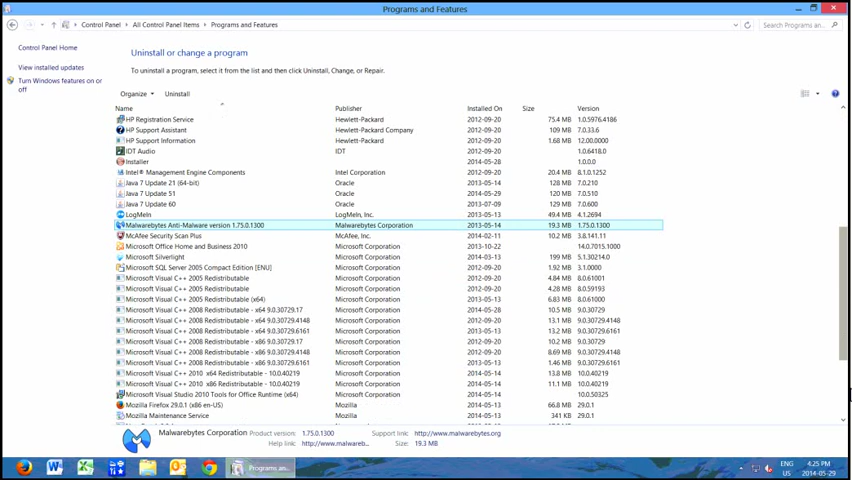 Programs and Features
Control Panel All Control Panel Items Programs and Features Search Programs an...
Control Panel Home
View installed updates
Turn Windows features on or
off
Uninstall or change a program
To uninstall a program, select it from the list and then click Uninstall, Change, or Repair.
Organize Uninstall
Name Publisher Installed On Size Version
HP Registration Service Hewlett-Packard 2012-09-20 75.4 MB 1.0.5976.4186
HP Support Assistant Hewlett-Packard Company 2012-09-20 109 MB 7.0.33.6
HP Support Information Hewlett-Packard 2012-09-20 1.68 MB 12.00.0000
IDT Audio IDT 2012-09-20 1.0.6418.0
Installer 2014-05-28 1.0.0.0
Intel® Management Engine Components Intel Corporation 2012-09-20 20.4 MB 8.1.0.1252
Java 7 Update 21 (64-bit) Oracle 2013-05-14 128 MB 7.0.210
Java 7 Update 51 Oracle 2014-05-29 120 MB 7.0.510
Java 7 Update 60 Oracle 2014-05-29 118 MB 7.0.600
LogMeIn LogMeIn, Inc. 2013-05-13 49.4 MB 4.1.2694
Malwarebytes Anti-Malware version 1.75.0.1300 Malwarebytes Corporation 2013-05-14 19.3 MB 1.75.0.1300
McAfee Security Scan Plus McAfee, Inc. 2014-02-11 10.2 MB 3.8.141.11
Microsoft Office Home and Business 2010 Microsoft Corporation 2013-10-22 14.0.7015.1000
Microsoft Silverlight Microsoft Corporation 2014-05-14 199 MB 5.1.30214.0
Microsoft SQL Server 2005 Compact Edition [ENU] Microsoft Corporation 2012-09-20 1.92 MB 3.1.0000
Microsoft Visual C++ 2005 Redistributable Microsoft Corporation 2012-09-20 4.84 MB 8.0.61001
Microsoft Visual C++ 2005 Redistributable Microsoft Corporation 2012-09-20 4.28 MB 8.0.59193
Microsoft Visual C++ 2005 Redistributable (x64) Microsoft Corporation 2013-05-13 6.83 MB 8.0.61000
Microsoft Visual C++ 2008 Redistributable - x64 9.0.30729.17 Microsoft Corporation 2014-05-28 10.5 MB 9.0.30729
Microsoft Visual C++ 2008 Redistributable - x64 9.0.30729.4148 Microsoft Corporation 2012-09-20 13.1 MB 9.0.30729.4148
Microsoft Visual C++ 2008 Redistributable - x64 9.0.30729.6161 Microsoft Corporation 2013-05-13 13.2 MB 9.0.30729.6161
Microsoft Visual C++ 2008 Redistributable - x86 9.0.30729.17 Microsoft Corporation 2012-09-20 10.1 MB 9.0.30729
Microsoft Visual C++ 2008 Redistributable - x86 9.0.30729.4148 Microsoft Corporation 2012-09-20 8.69 MB 9.0.30729.4148
Microsoft Visual C++ 2008 Redistributable - x86 9.0.30729.6161 Microsoft Corporation 2013-05-13 1.46 MB 9.0.30729.6161
Microsoft Visual C++ 2010 x64 Redistributable - 10.0.40219 Microsoft Corporation 2014-05-14 13.8 MB 10.0.40219
Microsoft Visual C++ 2010 x86 Redistributable - 10.0.40219 Microsoft Corporation 2014-05-14 11.1 MB 10.0.40219
Microsoft Visual Studio 2010 Tools for Office Runtime (x64) Microsoft Corporation 2014-05-14 10.0.50325
Mozilla Firefox 29.0.1 (x86 en-US) Mozilla 2014-05-13 66.8 MB 29.0.1
Mozilla Maintenance Service Mozilla 2014-05-14 341 KB 29.0.1
Malwarebytes Corporation Product version: 1.75.0.1300 Support link: http://www.malwarebytes.org
Help link: http://www.malwareb... Size: 19.3 MB
Programs an... ENG 4:25 PM
US 2014-05-29